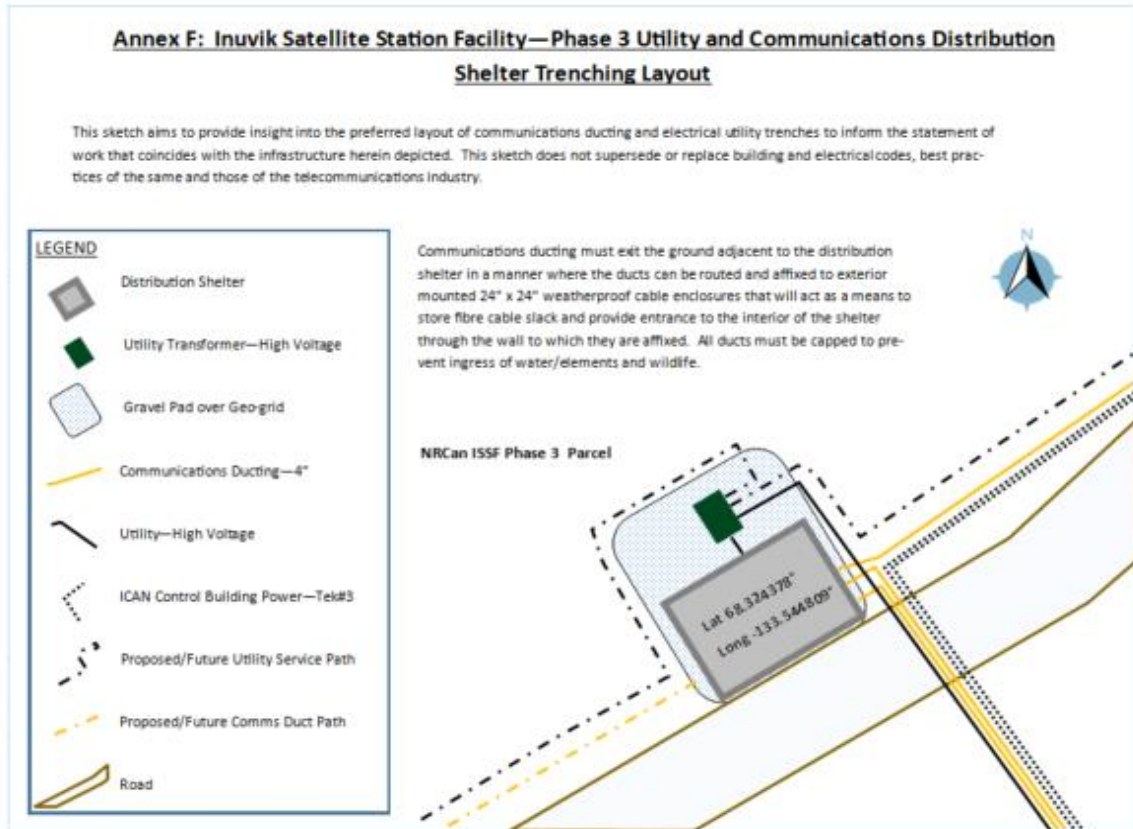 Annex F: Inuvik Satellite Station Facility—Phase 3 Utility and Communications Distribution
Shelter Trenching Layout
This sketch aims to provide insight into the preferred layout of communications ducting and electrical utility trenches to inform the statement of
work that coincides with the infrastructure herein depicted. This sketch does not supersede or replace building and electrical codes, best prac-
tices of the same and those of the telecommunications industry.
LEGEND
Distribution Shelter
Utility Transformer—High Voltage
Gravel Pad over Geo-grid
Communications Ducting—4"
Utility—High Voltage
ICAN Control Building Power—Tek#3
Proposed/Future Utility Service Path
Proposed/Future Comms Duct Path
Road
Communications ducting must exit the ground adjacent to the distribution
shelter in a manner where the ducts can be routed and affixed to exterior
mounted 24" x 24" weatherproof cable enclosures that will act as a means to
store fibre cable slack and provide entrance to the interior of the shelter
through the wall to which they are affixed. All ducts must be capped to pre-
vent ingress of water/elements and wildlife.
N
NRCan ISSF Phase 3 Parcel
Lat 68.324378°
Long -133.544809°